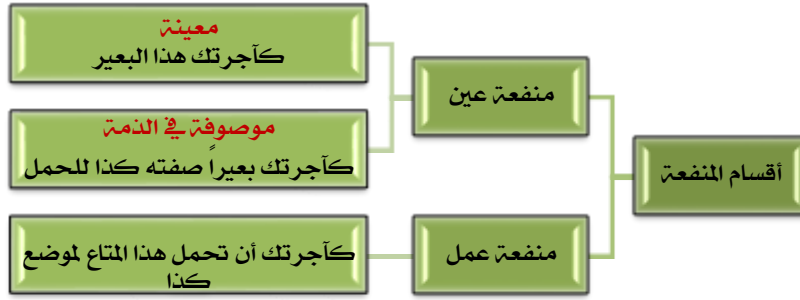 أقسام المنفعة
منفعة عين
معينة
كآجرتك هذا البعير
موصوفة في الذمة
كآجرتك بعيراً صفته كذا للحمل
منفعة عمل
كآجرتك أن تحمل هذا المتاع لموضع
كذا